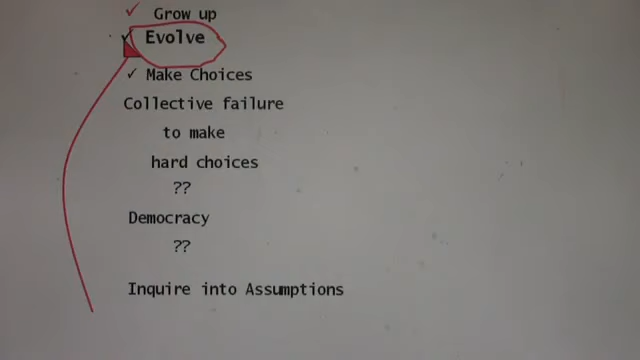 ✓ Grow up
✓ Evolve
✓ Make Choices
Collective failure
to make
hard choices
??
Democracy
??
Inquire into Assumptions